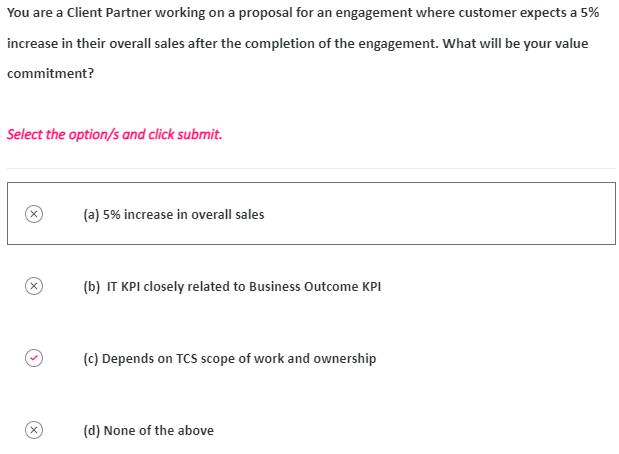 You are a Client Partner working on a proposal for an engagement where customer expects a 5%
increase in their overall sales after the completion of the engagement. What will be your value
commitment?
Select the option/s and click submit.
(a) 5% increase in overall sales
(b) IT KPI closely related to Business Outcome KPI
(c) Depends on TCS scope of work and ownership
(d) None of the above